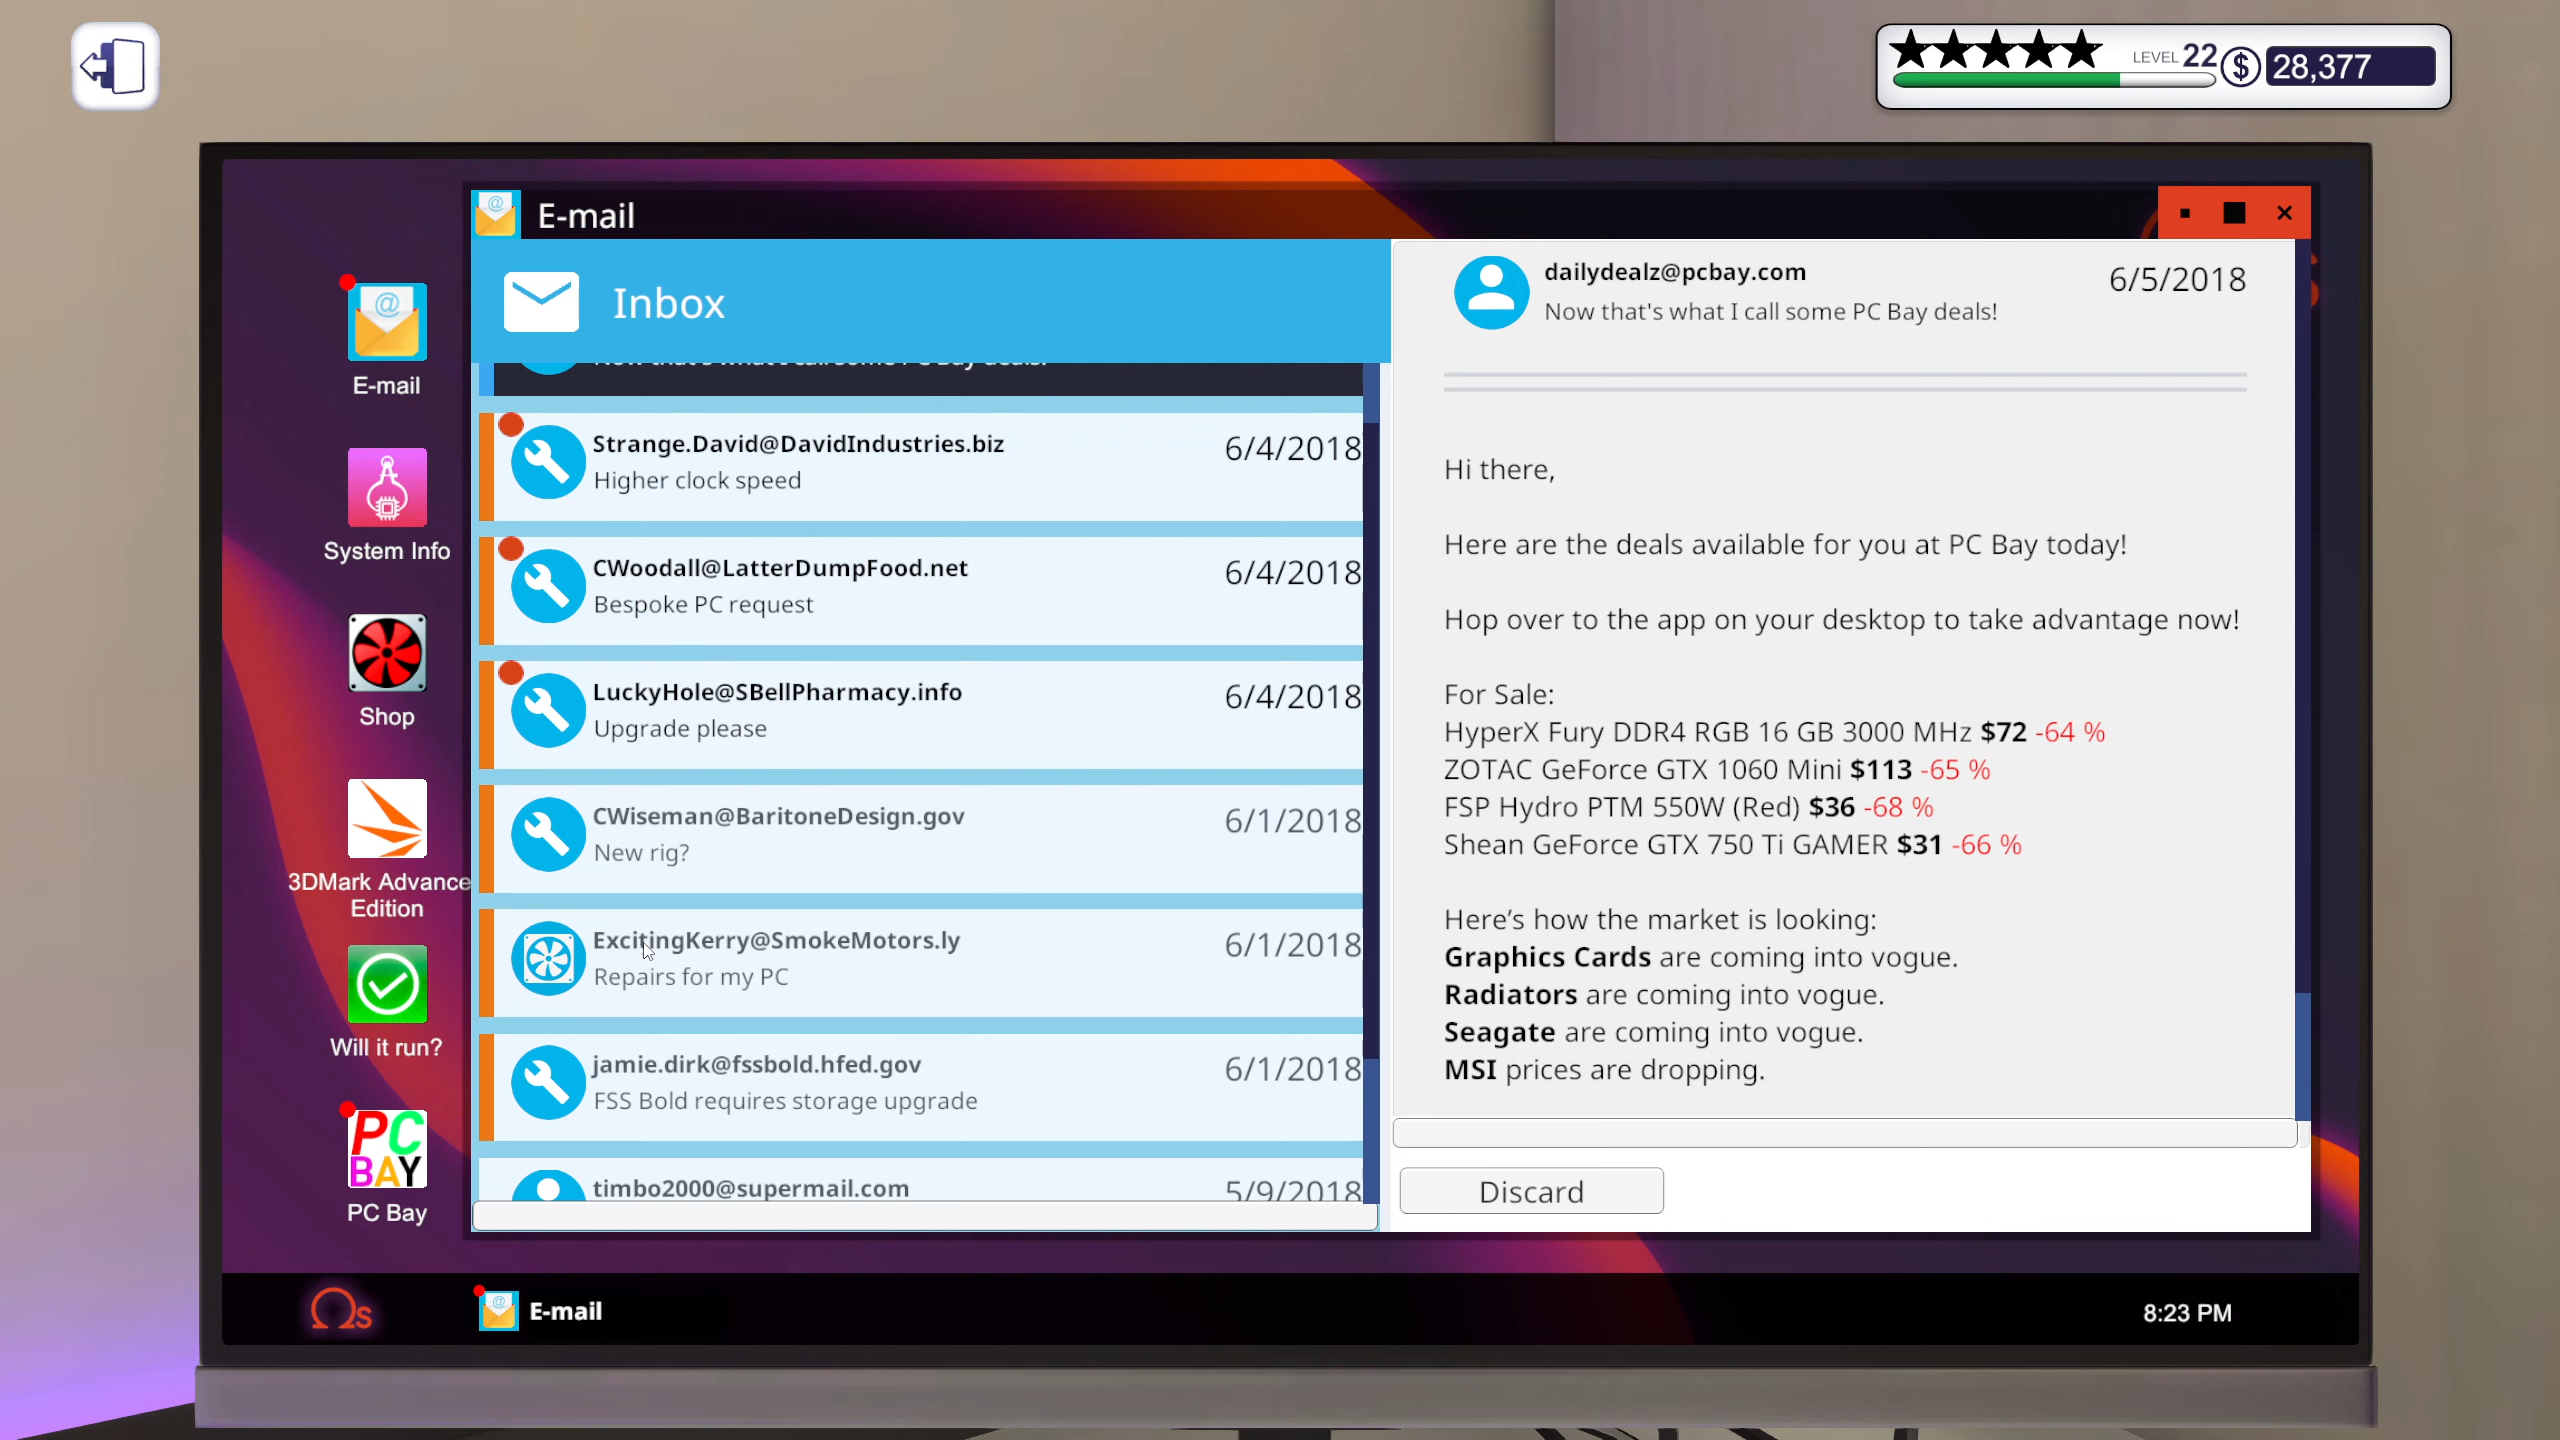 LEVEL 22 $ 28,377
E-mail
Inbox
Now that's what I call some PC Bay deals!
Strange.David@DavidIndustries.biz 6/4/2018
Higher clock speed
CWoodall@LatterDumpFood.net 6/4/2018
Bespoke PC request
LuckyHole@SBellPharmacy.info 6/4/2018
Upgrade please
CWiseman@BaritoneDesign.gov 6/1/2018
New rig?
ExcitingKerry@SmokeMotors.ly 6/1/2018
Repairs for my PC
jamie.dirk@fssbold.hfed.gov 6/1/2018
FSS Bold requires storage upgrade
timbo2000@supermail.com 5/9/2018
dailydealz@pcbay.com 6/5/2018
Now that's what I call some PC Bay deals!
Hi there,
Here are the deals available for you at PC Bay today!
Hop over to the app on your desktop to take advantage now!
For Sale:
HyperX Fury DDR4 RGB 16 GB 3000 MHz $72 -64 %
ZOTAC GeForce GTX 1060 Mini $113 -65 %
FSP Hydro PTM 550W (Red) $36 -68 %
Shean GeForce GTX 750 Ti GAMER $31 -66 %
Here’s how the market is looking:
Graphics Cards are coming into vogue.
Radiators are coming into vogue.
Seagate are coming into vogue.
MSI prices are dropping.
Discard
E-mail
System Info
Shop
3DMark Advance
Edition
Will it run?
PC
BAY
PC Bay
Ωs
E-mail
8:23 PM